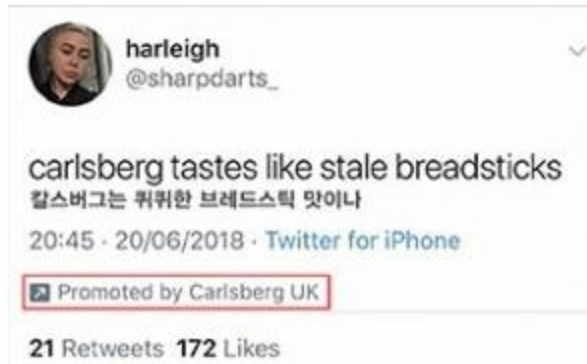 harleigh
@sharpdarts_
carlsberg tastes like stale breadsticks
칼스버그는 퀴퀴한 브레드스틱 맛이나
20:45 · 20/06/2018 · Twitter for iPhone
Promoted by Carlsberg UK
21 Retweets 172 Likes